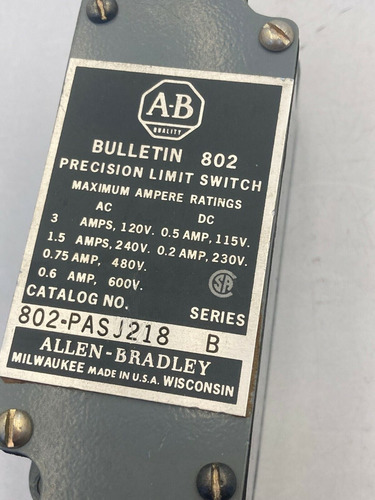 A-B
QUALITY
BULLETIN 802
PRECISION LIMIT SWITCH
MAXIMUM AMPERE RATINGS
AC DC
3 AMPS, 120V. 0.5 AMP, 115V.
1.5 AMPS, 240V. 0.2 AMP, 230V.
0.75 AMP, 480V.
0.6 AMP, 600V.
SA
CATALOG NO. SERIES
802-PASJ218 B
ALLEN-BRADLEY
MILWAUKEE MADE IN U.S.A. WISCONSIN